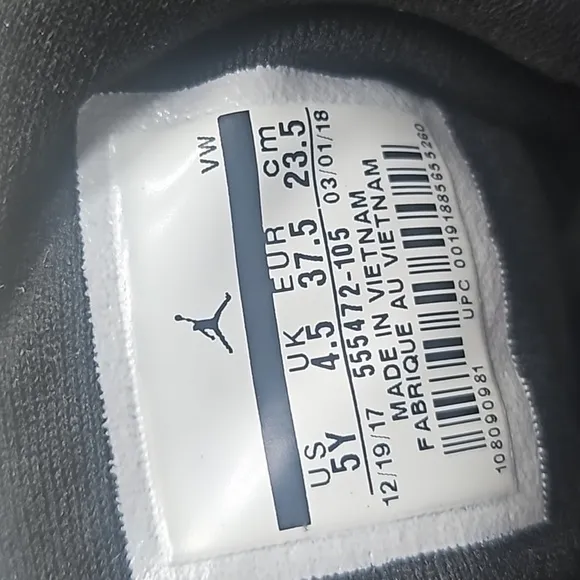 VW
US UK EUR cm
5Y 4.5 37.5 23.5
12/19/17 555472-105 03/01/18
MADE IN VIETNAM
FABRIQUE AU VIETNAM
108090981 UPC 00191885655260